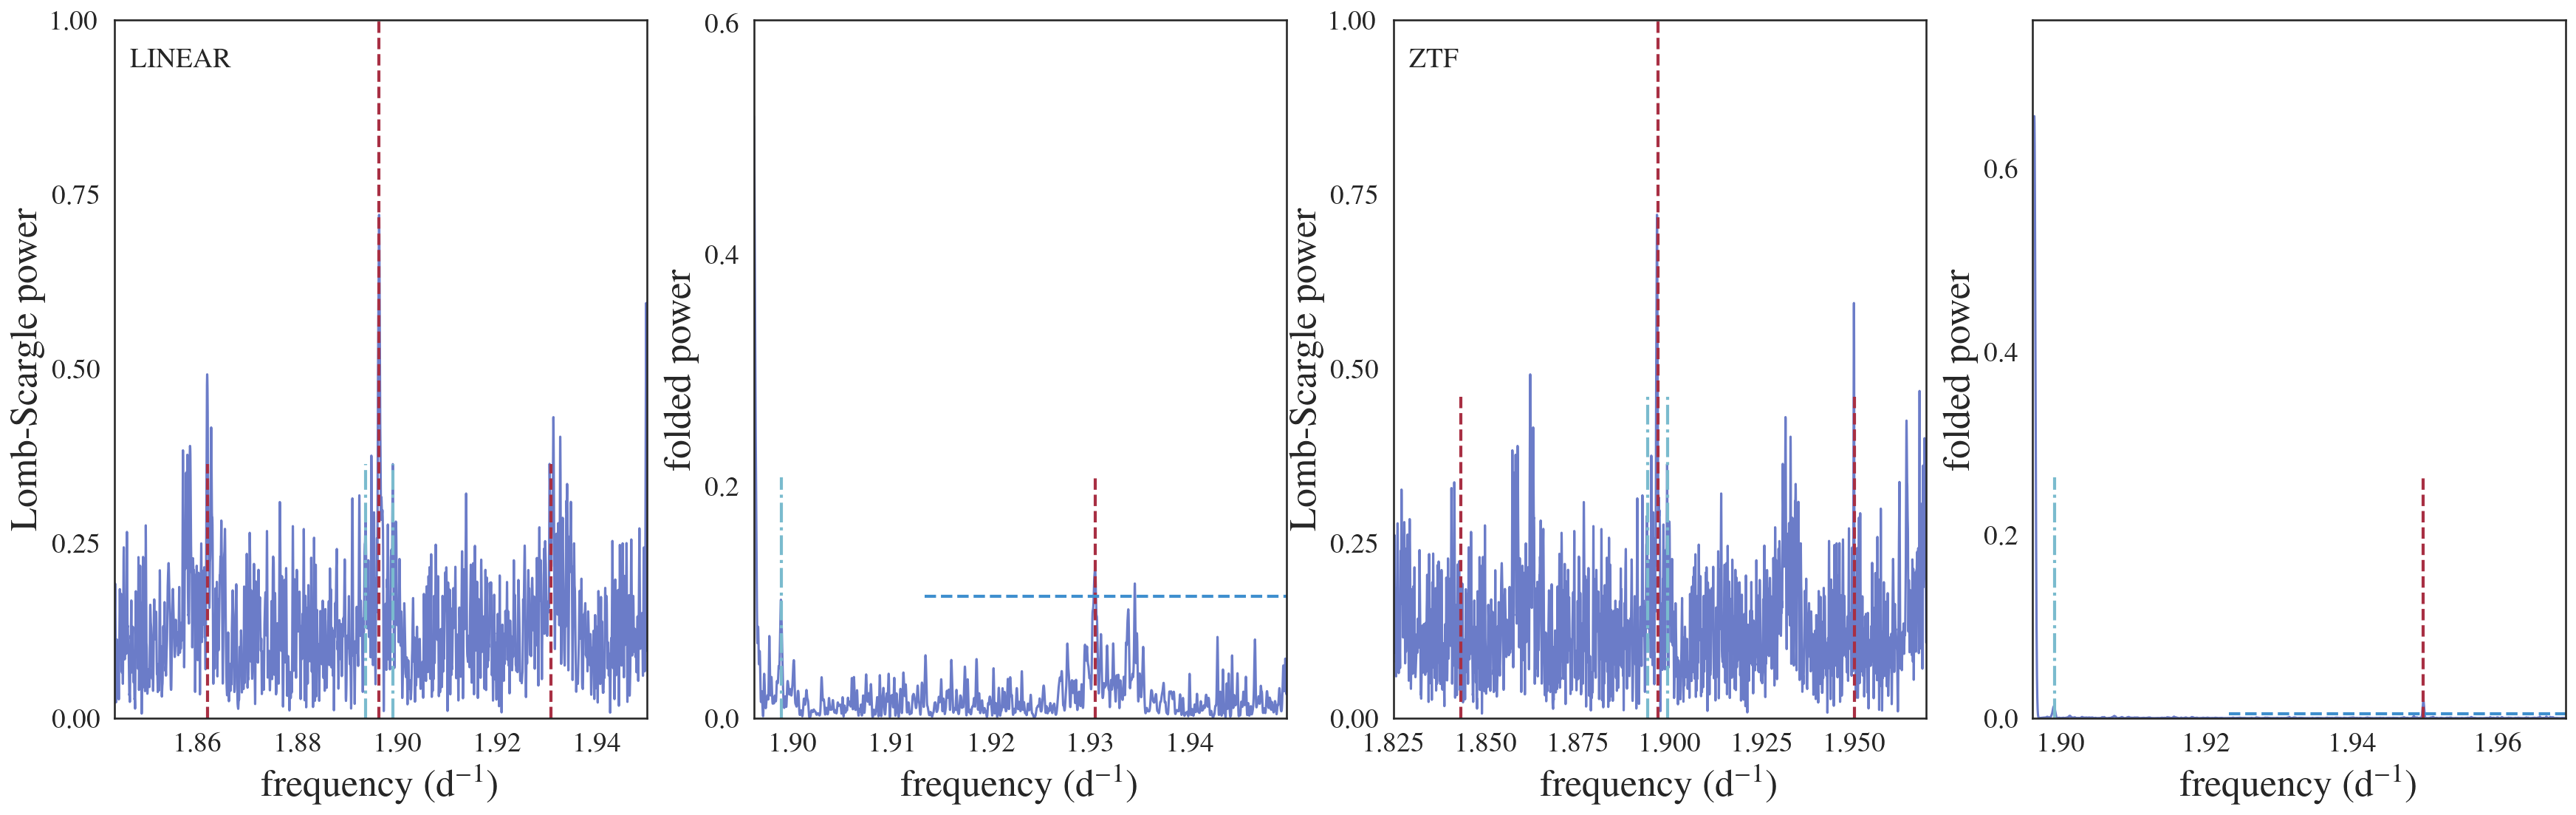 LINEAR
Lomb-Scargle power
1.00
0.75
0.50
0.25
0.00
1.86 1.88 1.90 1.92 1.94
frequency (d⁻¹)
folded power
0.6
0.4
0.2
0.0
1.90 1.91 1.92 1.93 1.94
frequency (d⁻¹)
ZTF
Lomb-Scargle power
1.00
0.75
0.50
0.25
0.00
1.825 1.850 1.875 1.900 1.925 1.950
frequency (d⁻¹)
folded power
0.6
0.4
0.2
0.0
1.90 1.92 1.94 1.96
frequency (d⁻¹)